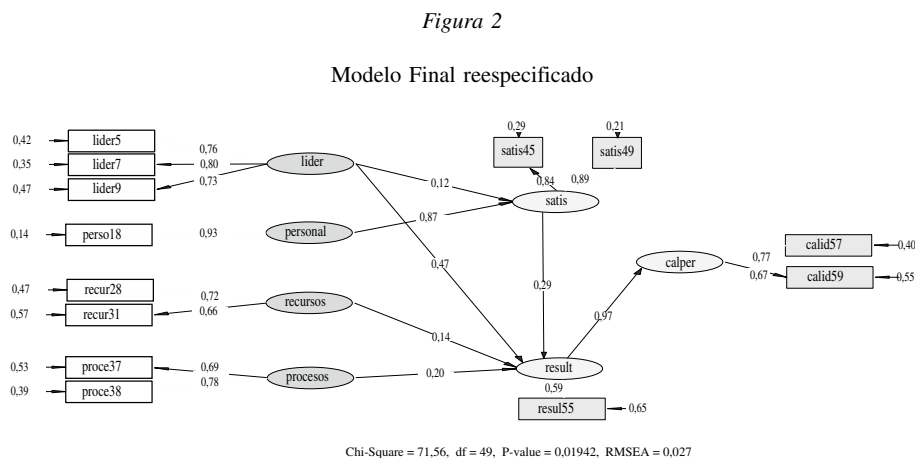 Figura 2
Modelo Final reespecificado
0,42
lider5
0,76
0,35
lider7
0,80
0,47
lider9
0,73
lider
0,29
satis45
0,21
satis49
0,84
0,89
0,12
satis
0,14
perso18
0,93
personal
0,87
0,47
calper
0,77
0,67
calid57
0,40
calid59
0,55
0,47
recur28
0,72
0,57
recur31
0,66
recursos
0,29
0,97
0,14
0,53
proce37
0,69
0,39
proce38
0,78
procesos
0,20
result
0,59
resul55
0,65
Chi-Square = 71,56, df = 49, P-value = 0,01942, RMSEA = 0,027